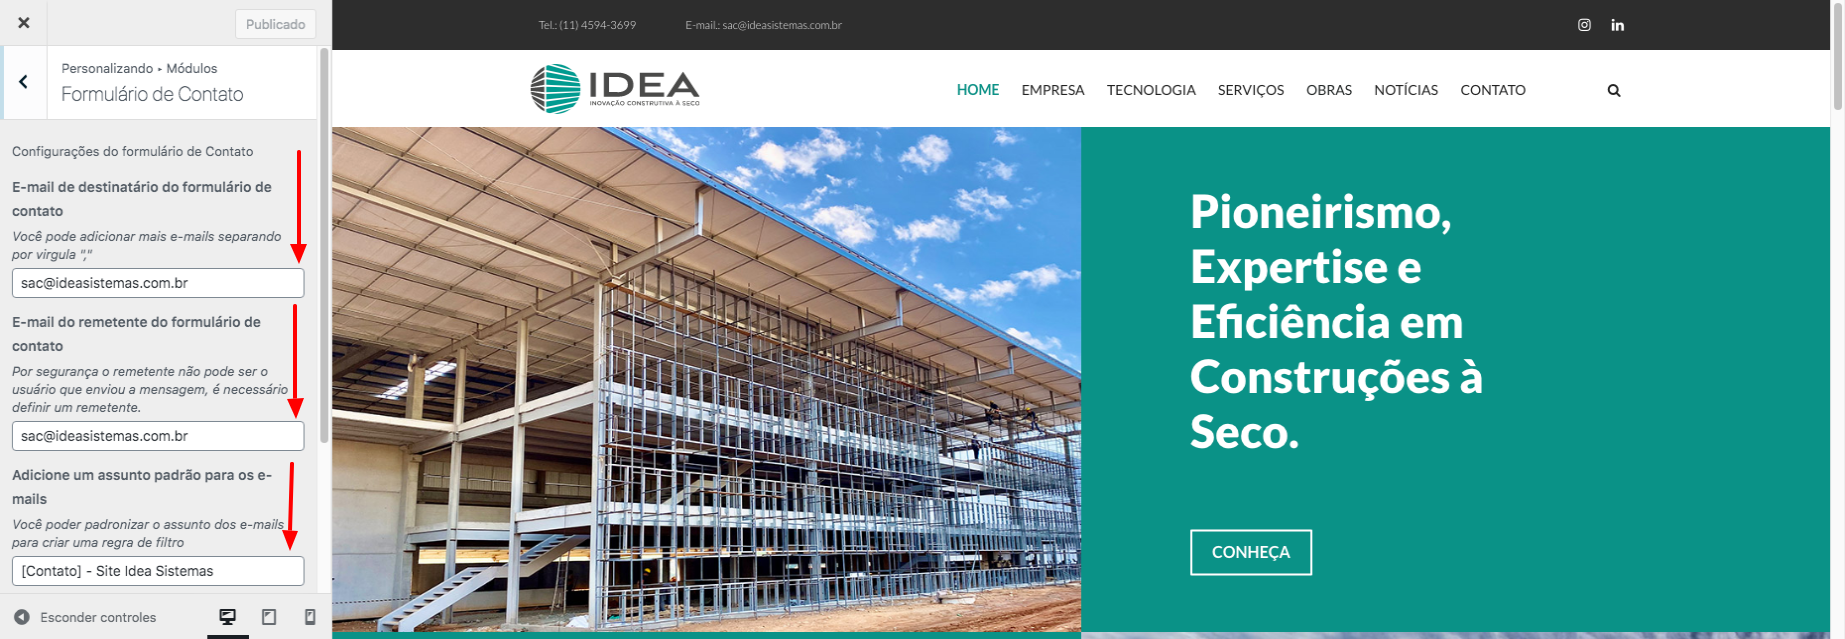 Publicado
Personalizando ▸ Módulos
Formulário de Contato
Configurações do formulário de Contato
E-mail de destinatário do formulário de
contato
Você pode adicionar mais e-mails separando
por virgula ","
sac@ideasistemas.com.br
E-mail do remetente do formulário de
contato
Por segurança o remetente não pode ser o
usuário que enviou a mensagem, é necessário
definir um remetente.
sac@ideasistemas.com.br
Adicione um assunto padrão para os e-
mails
Você poder padronizar o assunto dos e-mails
para criar uma regra de filtro
[Contato] - Site Idea Sistemas
Esconder controles
Tel.: (11) 4594-3699 E-mail.: sac@ideasistemas.com.br
IDEA
INOVAÇÃO CONSTRUTIVA À SECO
HOME EMPRESA TECNOLOGIA SERVIÇOS OBRAS NOTÍCIAS CONTATO
Pioneirismo,
Expertise e
Eficiência em
Construções à
Seco.
CONHEÇA